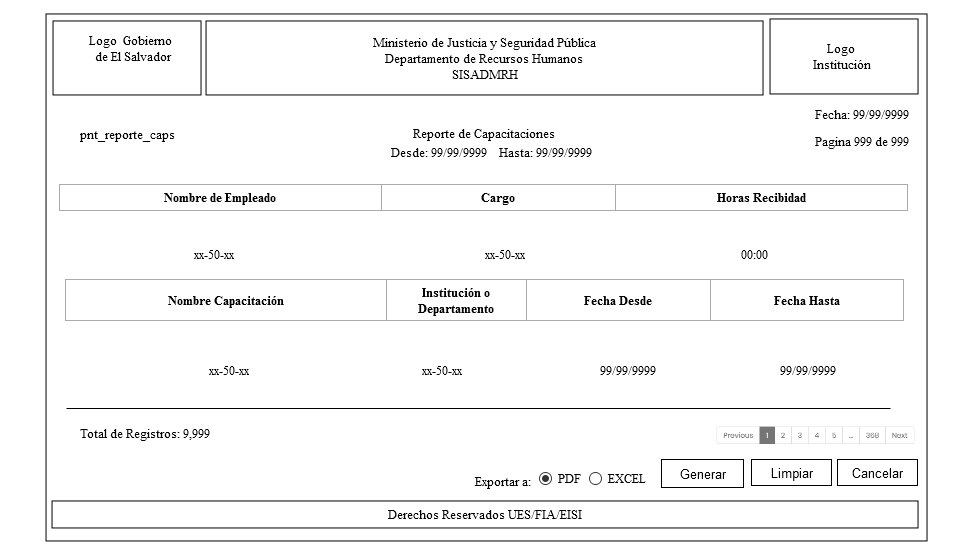 Logo Gobierno
de El Salvador
Ministerio de Justicia y Seguridad Pública
Departamento de Recursos Humanos
SISADMRH
Logo
Institución
Fecha: 99/99/9999
pnt_reporte_caps
Reporte de Capacitaciones
Pagina 999 de 999
Desde: 99/99/9999 Hasta: 99/99/9999
Nombre de Empleado Cargo Horas Recibidad
xx-50-xx xx-50-xx 00:00
Nombre Capacitación Institución o Departamento Fecha Desde Fecha Hasta
xx-50-xx xx-50-xx 99/99/9999 99/99/9999
Total de Registros: 9,999
Previous 1 2 3 4 5 ... 368 Next
Exportar a: PDF EXCEL Generar Limpiar Cancelar
Derechos Reservados UES/FIA/EISI